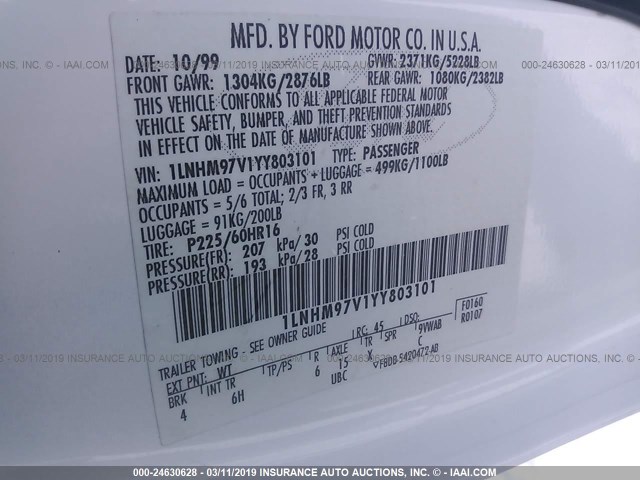 000-24630628 - 03/11/2019 INSURANCE AUTO AUCTIONS - IAAI.COM
MFD. BY FORD MOTOR CO. IN U.S.A.
DATE: 10/99 GVWR: 2371KG/5228LB
FRONT GAWR: 1304KG/2876LB REAR GAWR: 1080KG/2382LB
THIS VEHICLE CONFORMS TO ALL APPLICABLE FEDERAL MOTOR
VEHICLE SAFETY, BUMPER, AND THEFT PREVENTION STANDARDS
IN EFFECT ON THE DATE OF MANUFACTURE SHOWN ABOVE.
VIN: 1LNHM97V1YY803101 TYPE: PASSENGER
MAXIMUM LOAD = OCCUPANTS + LUGGAGE = 499KG/1100LB
OCCUPANTS = 5/6 TOTAL; 2/3 FR, 3 RR
LUGGAGE = 91KG/200LB
TIRE: P225/60HR16
PRESSURE(FR): 207 kPa/30 PSI COLD
PRESSURE(RR): 193 kPa/28 PSI COLD
1LNHM97V1YY803101
TRAILER TOWING - SEE OWNER GUIDE
F0160
R0107
EXT PNT: WT RC: 45 DSO:
BRK INT TR TP/PS R AXLE TR SPR 9VWAB
4 6H 6 15 X C
UBC